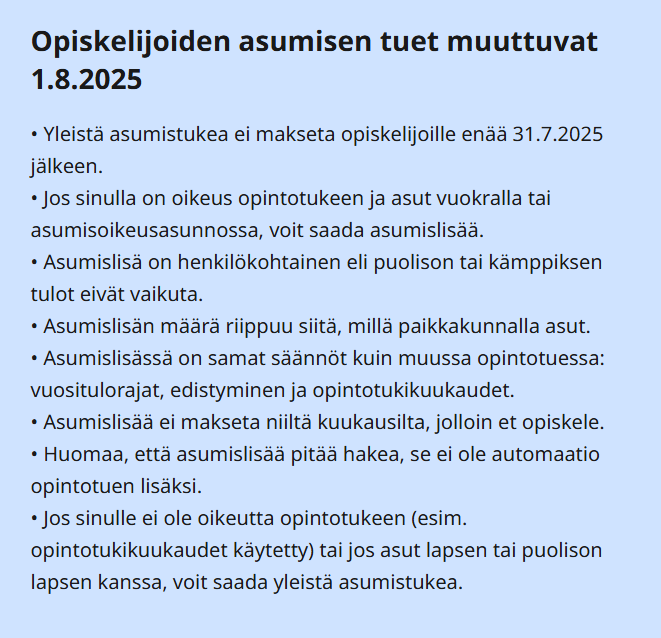 Opiskelijoiden asumisen tuet muuttuvat
1.8.2025
• Yleistä asumistukea ei makseta opiskelijoille enää 31.7.2025
jälkeen.
• Jos sinulla on oikeus opintotukeen ja asut vuokralla tai
asumisoikeusasunnossa, voit saada asumislisää.
• Asumislisä on henkilökohtainen eli puolison tai kämppiksen
tulot eivät vaikuta.
• Asumislisän määrä riippuu siitä, millä paikkakunnalla asut.
• Asumislisässä on samat säännöt kuin muussa opintotuessa:
vuositulorajat, edistyminen ja opintotukikuukaudet.
• Asumislisää ei makseta niiltä kuukausilta, jolloin et opiskele.
• Huomaa, että asumislisää pitää hakea, se ei ole automaatio
opintotuen lisäksi.
• Jos sinulle ei ole oikeutta opintotukeen (esim.
opintotukikuukaudet käytetty) tai jos asut lapsen tai puolison
lapsen kanssa, voit saada yleistä asumistukea.